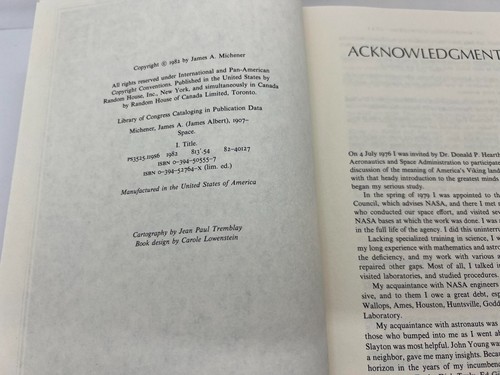 Copyright © 1982 by James A. Michener
All rights reserved under International and Pan-American
Copyright Conventions. Published in the United States by
Random House, Inc., New York, and simultaneously in Canada
by Random House of Canada Limited, Toronto.
Library of Congress Cataloging in Publication Data
Michener, James A. (James Albert), 1907-
Space.
I. Title.
PS3525.I19S6 1982 813'.54 82-40127
ISBN 0-394-50555-7
ISBN 0-394-52764-X (lim. ed.)
Manufactured in the United States of America
Cartography by Jean Paul Tremblay
Book design by Carole Lowenstein
ACKNOWLEDGMENT
On 4 July 1976 I was invited by Dr. Donald P. Hearth
Aeronautics and Space Administration to participate
discussion of the meaning of America's Viking land
with that heady introduction to the greatest minds
began my serious study.
In the spring of 1979 I was appointed to th
Council, which advises NASA, and there I met
who conducted our space effort, and visited
NASA bases at which the work was done. I was
in the full life of the agency. I did this uninterru
Lacking specialized training in science, I w
my long experience with mathematics and astro
the deficiency, and my work with various
repaired other gaps. Most of all, I talked
visited laboratories, and studied procedures.
My acquaintance with NASA engineers
sive, and to them I owe a great debt, esp
Wallops, Ames, Houston, Huntsville, Godd
Laboratory.
My acquaintance with astronauts was
those who bumped into me as I went ab
Slayton was most helpful. John Young wa
a neighbor, gave me many insights. Beca
horizon in the years of my incumbe